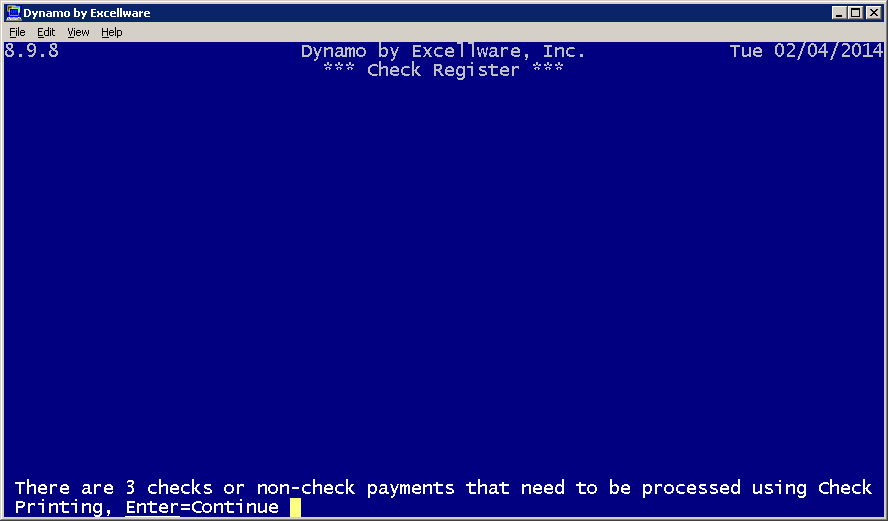 Dynamo by Excellware
File Edit View Help
8.9.8 Dynamo by Excellware, Inc. Tue 02/04/2014
*** Check Register ***
There are 3 checks or non-check payments that need to be processed using Check
Printing, Enter=Continue